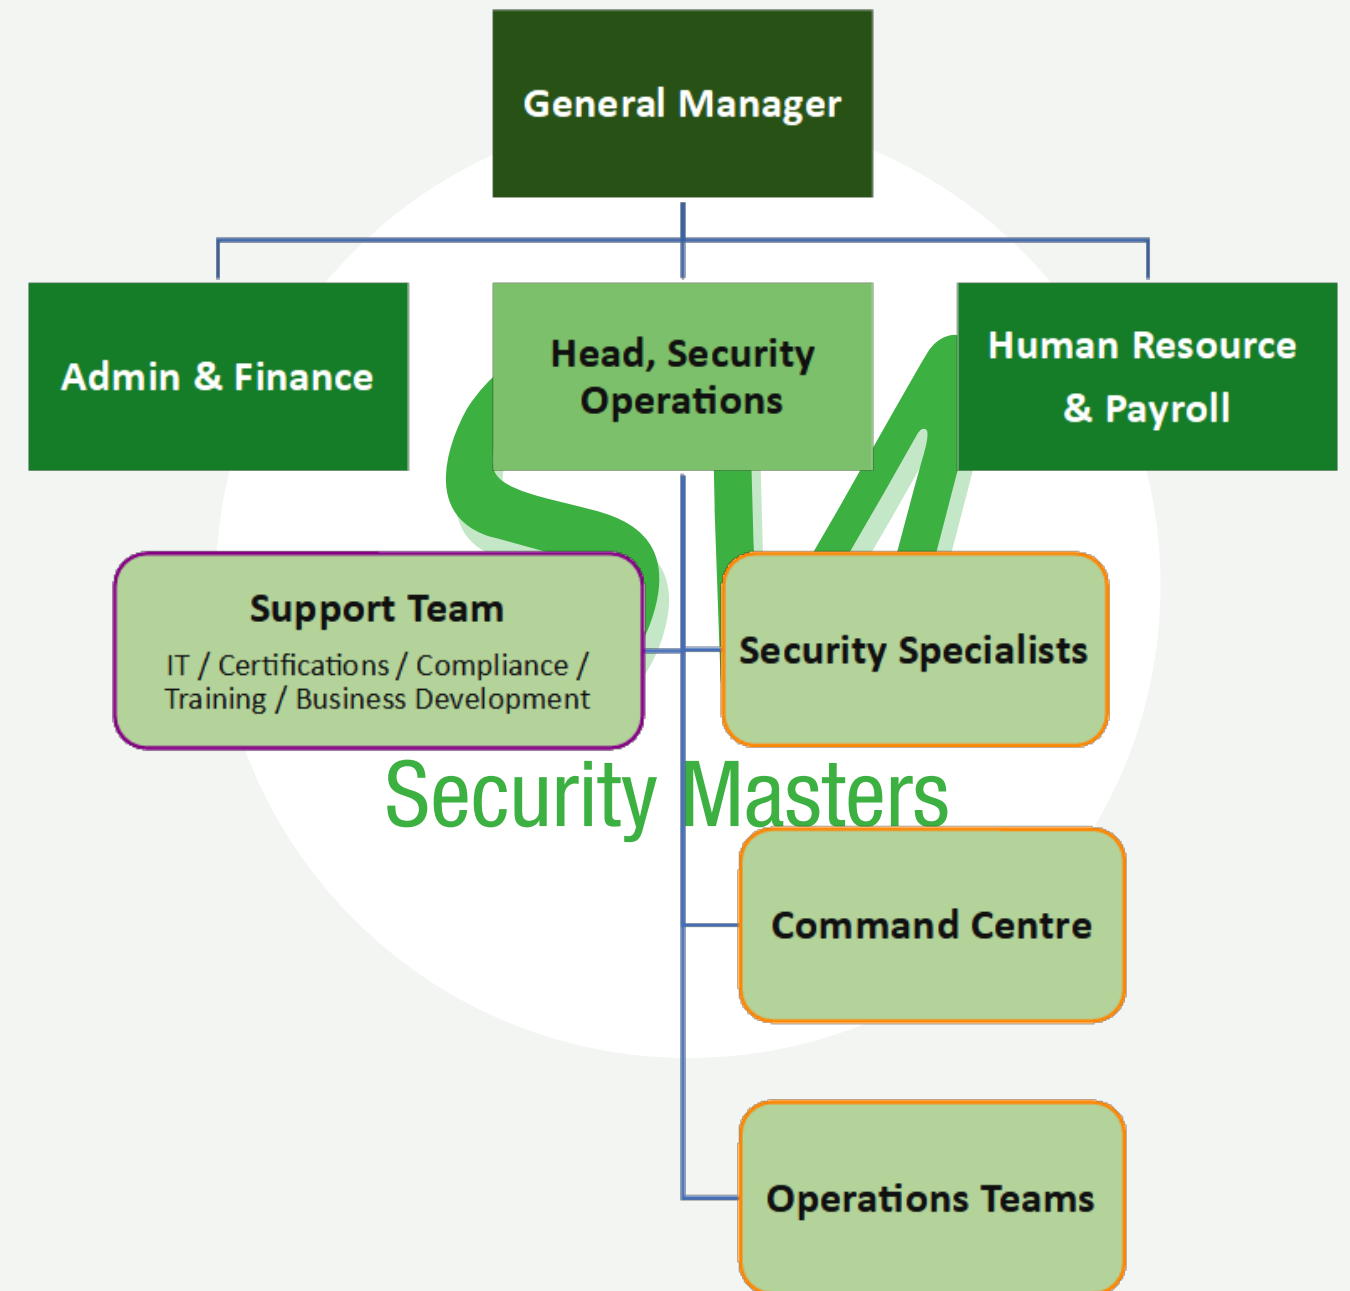 General Manager
Admin & Finance
Head, Security
Operations
Human Resource
& Payroll
SM
Support Team
IT / Certifications / Compliance /
Training / Business Development
Security Specialists
Security Masters
Command Centre
Operations Teams